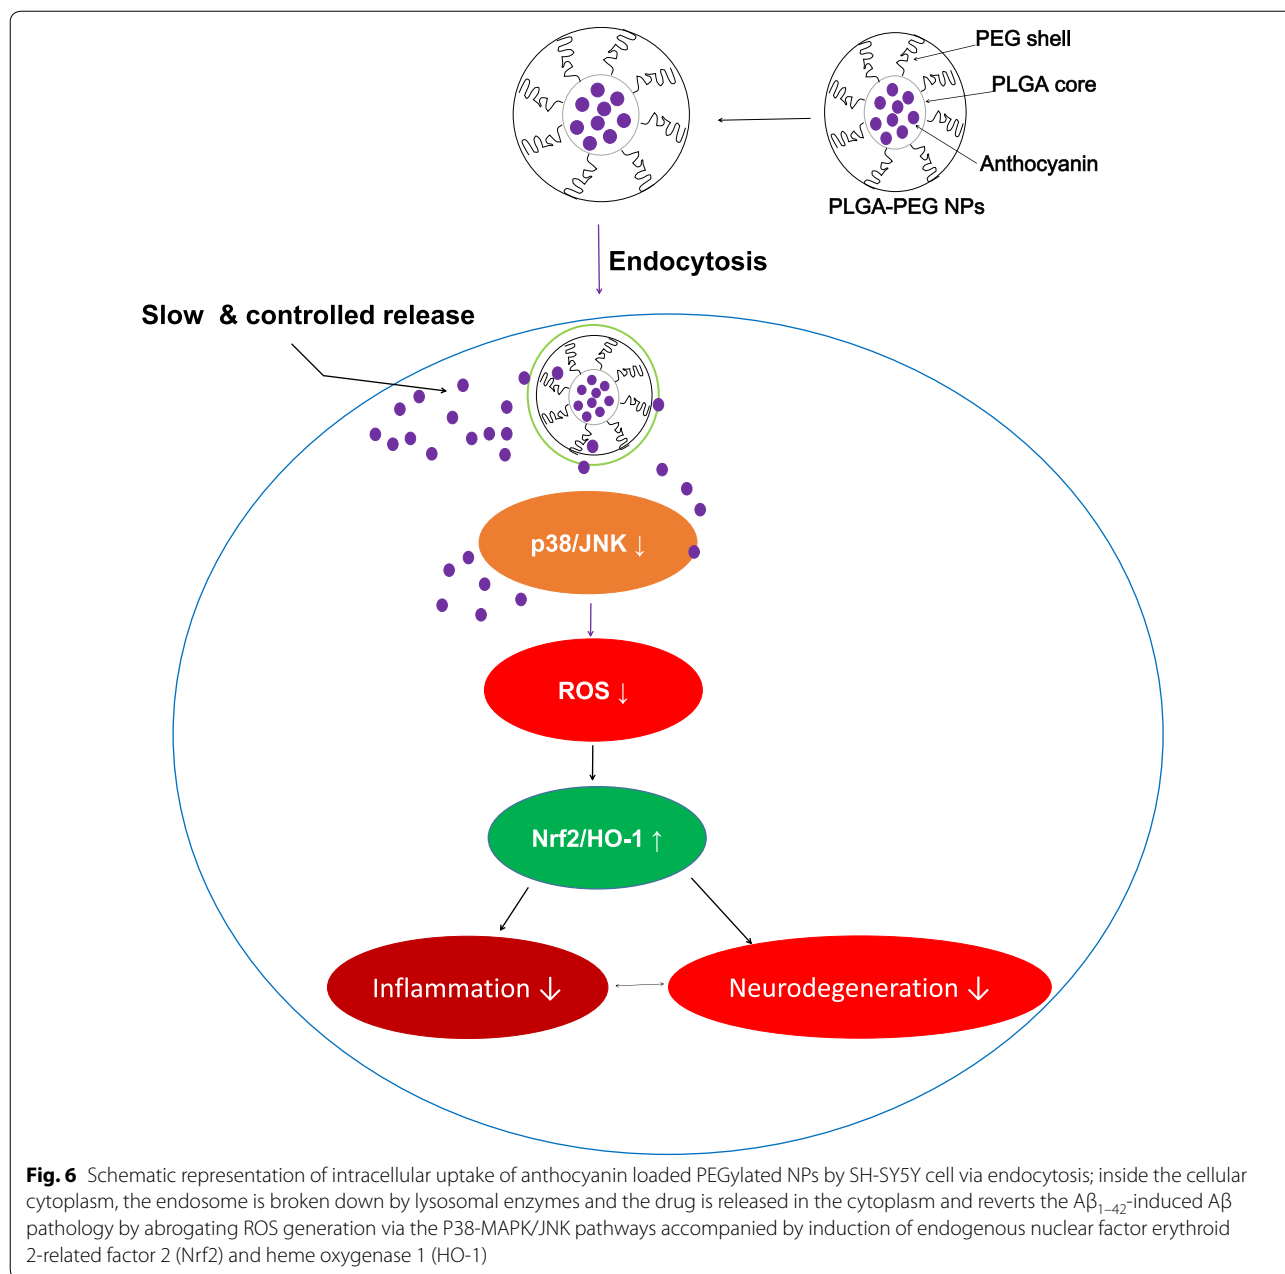 PEG shell
PLGA core
Anthocyanin
PLGA-PEG NPs
Endocytosis
Slow & controlled release
p38/JNK ↓
ROS ↓
Nrf2/HO-1 ↑
Inflammation ↓
Neurodegeneration ↓
Fig. 6 Schematic representation of intracellular uptake of anthocyanin loaded PEGylated NPs by SH-SY5Y cell via endocytosis; inside the cellular
cytoplasm, the endosome is broken down by lysosomal enzymes and the drug is released in the cytoplasm and reverts the Aβ₁₋₄₂-induced Aβ
pathology by abrogating ROS generation via the P38-MAPK/JNK pathways accompanied by induction of endogenous nuclear factor erythroid
2-related factor 2 (Nrf2) and heme oxygenase 1 (HO-1)